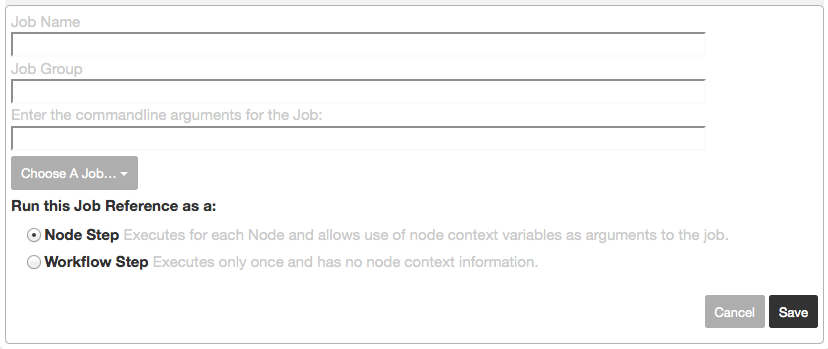 Job Name
Job Group
Enter the commandline arguments for the Job:
Choose A Job...
Run this Job Reference as a:
Node Step Executes for each Node and allows use of node context variables as arguments to the job.
Workflow Step Executes only once and has no node context information.
Cancel Save